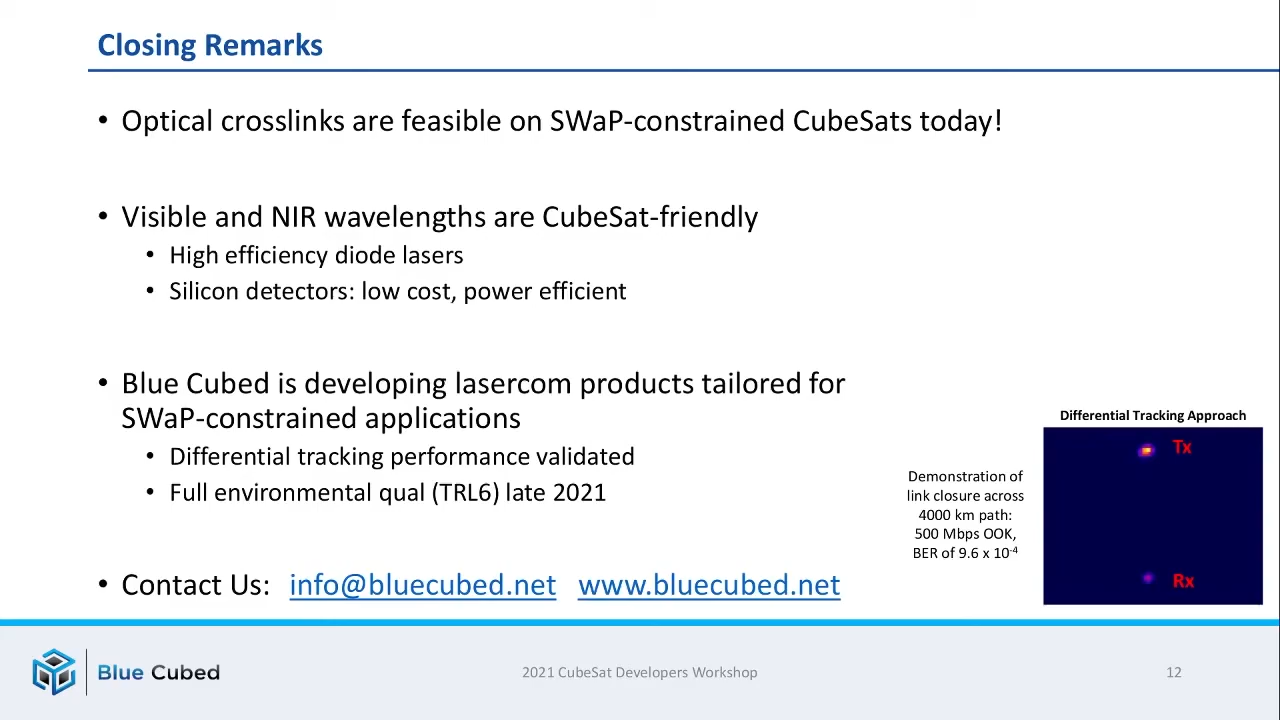 Closing Remarks
• Optical crosslinks are feasible on SWaP-constrained CubeSats today!
• Visible and NIR wavelengths are CubeSat-friendly
• High efficiency diode lasers
• Silicon detectors: low cost, power efficient
• Blue Cubed is developing lasercom products tailored for
SWaP-constrained applications
• Differential tracking performance validated
• Full environmental qual (TRL6) late 2021
• Contact Us: info@bluecubed.net www.bluecubed.net
Differential Tracking Approach
Tx
Rx
Demonstration of
link closure across
4000 km path:
500 Mbps OOK,
BER of 9.6 x 10⁻⁴
Blue Cubed
2021 CubeSat Developers Workshop
12